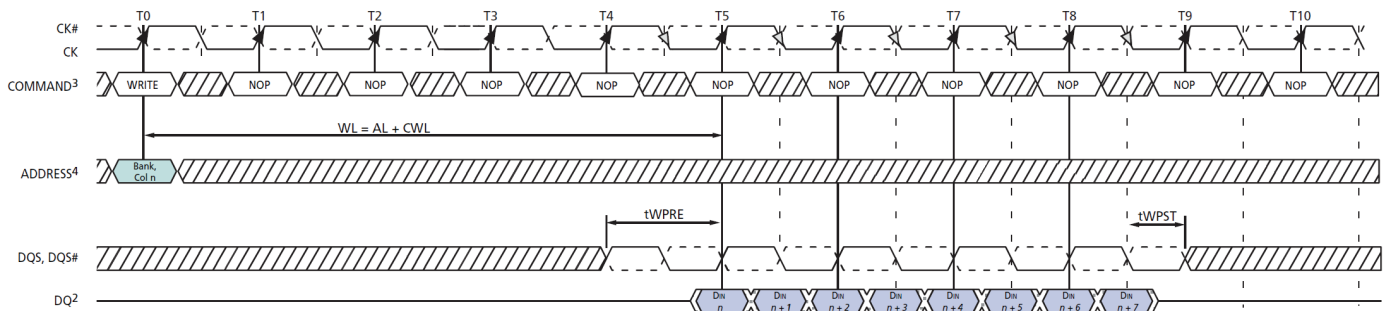 T0 T1 T2 T3 T4 T5 T6 T7 T8 T9 T10
CK#
CK
COMMAND3 WRITE NOP NOP NOP NOP NOP NOP NOP NOP NOP NOP
WL = AL + CWL
ADDRESS4 Bank,
Col n
tWPRE tWPST
DQS, DQS#
DQ2 DIN DIN DIN DIN DIN DIN DIN DIN
n n + 1 n + 2 n + 3 n + 4 n + 5 n + 6 n + 7